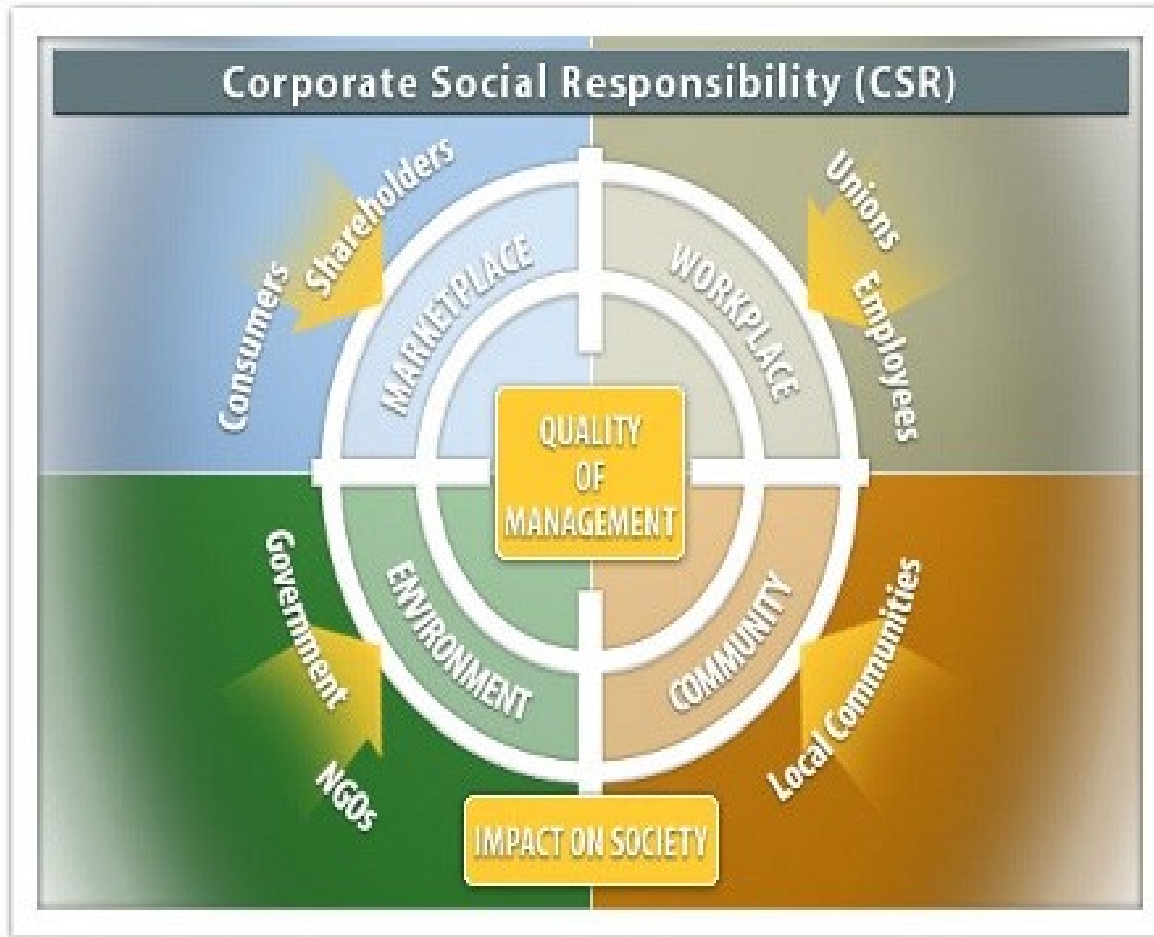 Corporate Social Responsibility (CSR)
Consumers
Shareholders
MARKETPLACE
WORKPLACE
Unions
Employees
QUALITY
OF
MANAGEMENT
Government
NGOs
ENVIRONMENT
COMMUNITY
Local Communities
IMPACT ON SOCIETY